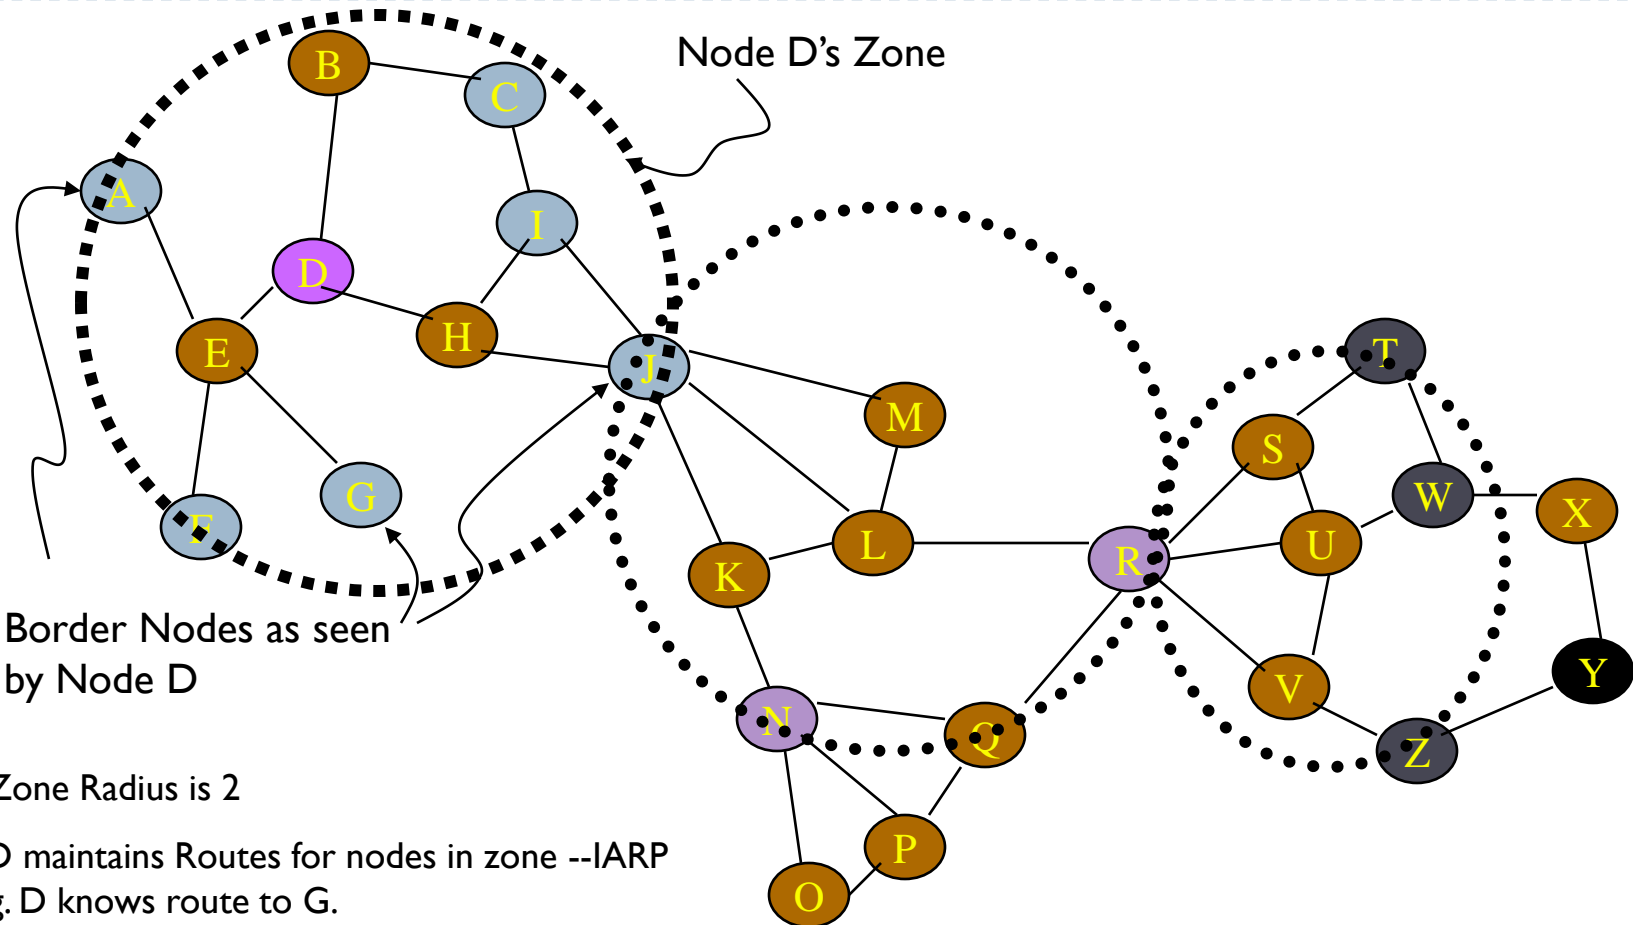 Node D’s Zone
B
C
A
I
D
H
E
J
T
M
S
G
W
X
F
L
U
R
K
Border Nodes as seen
by Node D
Y
V
N
Q
Z
Zone Radius is 2
D maintains Routes for nodes in zone --IARP
g. D knows route to G.
P
O